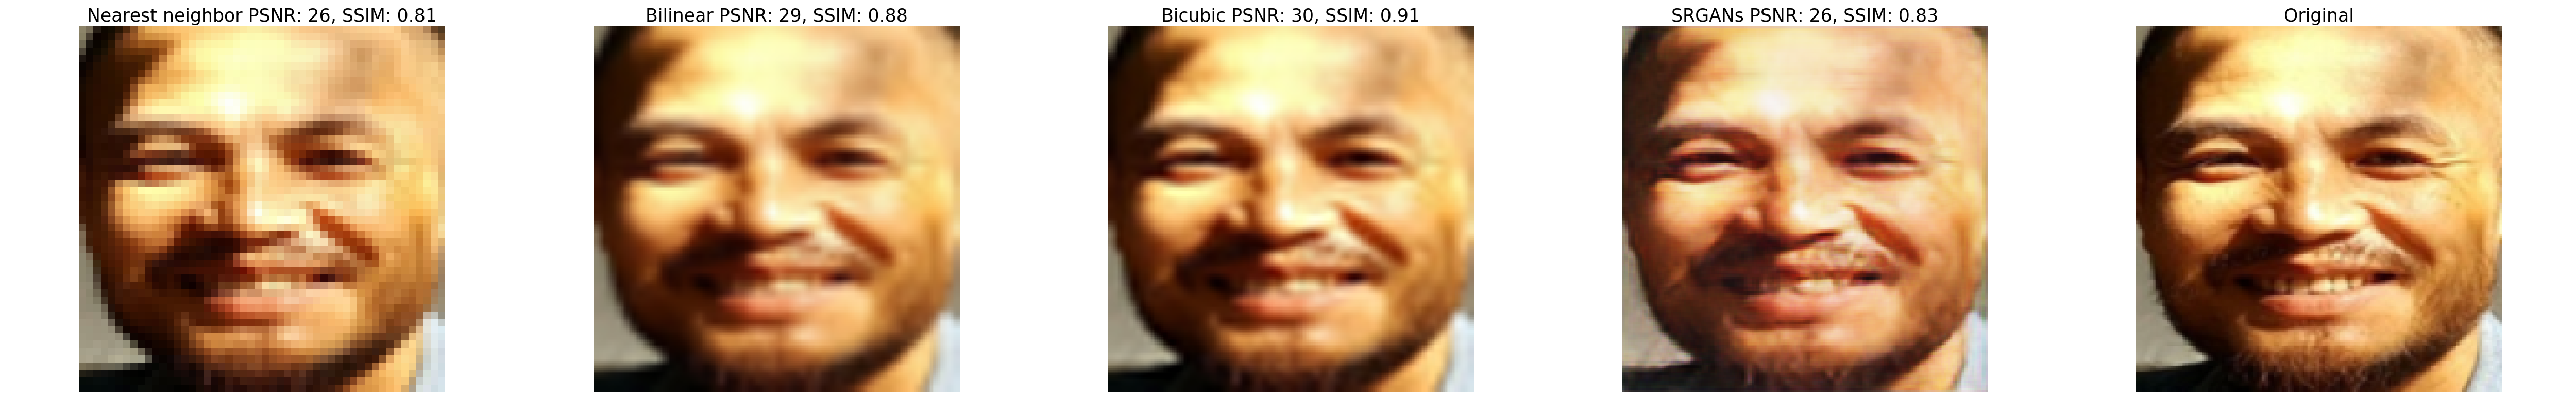 Nearest neighbor PSNR: 26, SSIM: 0.81
Bilinear PSNR: 29, SSIM: 0.88
Bicubic PSNR: 30, SSIM: 0.91
SRGANs PSNR: 26, SSIM: 0.83
Original